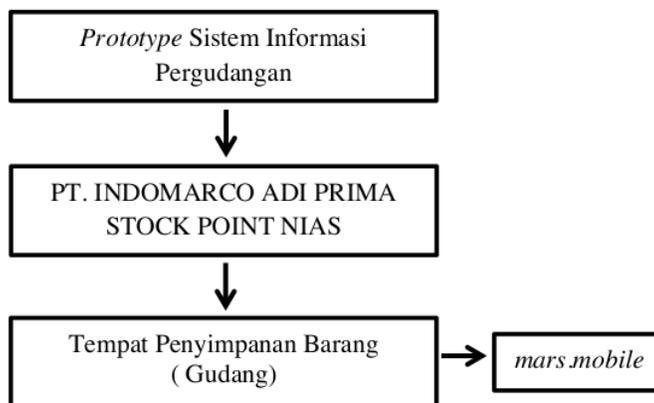 Prototype Sistem Informasi
Pergudangan
PT. INDOMARCO ADI PRIMA
STOCK POINT NIAS
Tempat Penyimpanan Barang
( Gudang)
mars.mobile